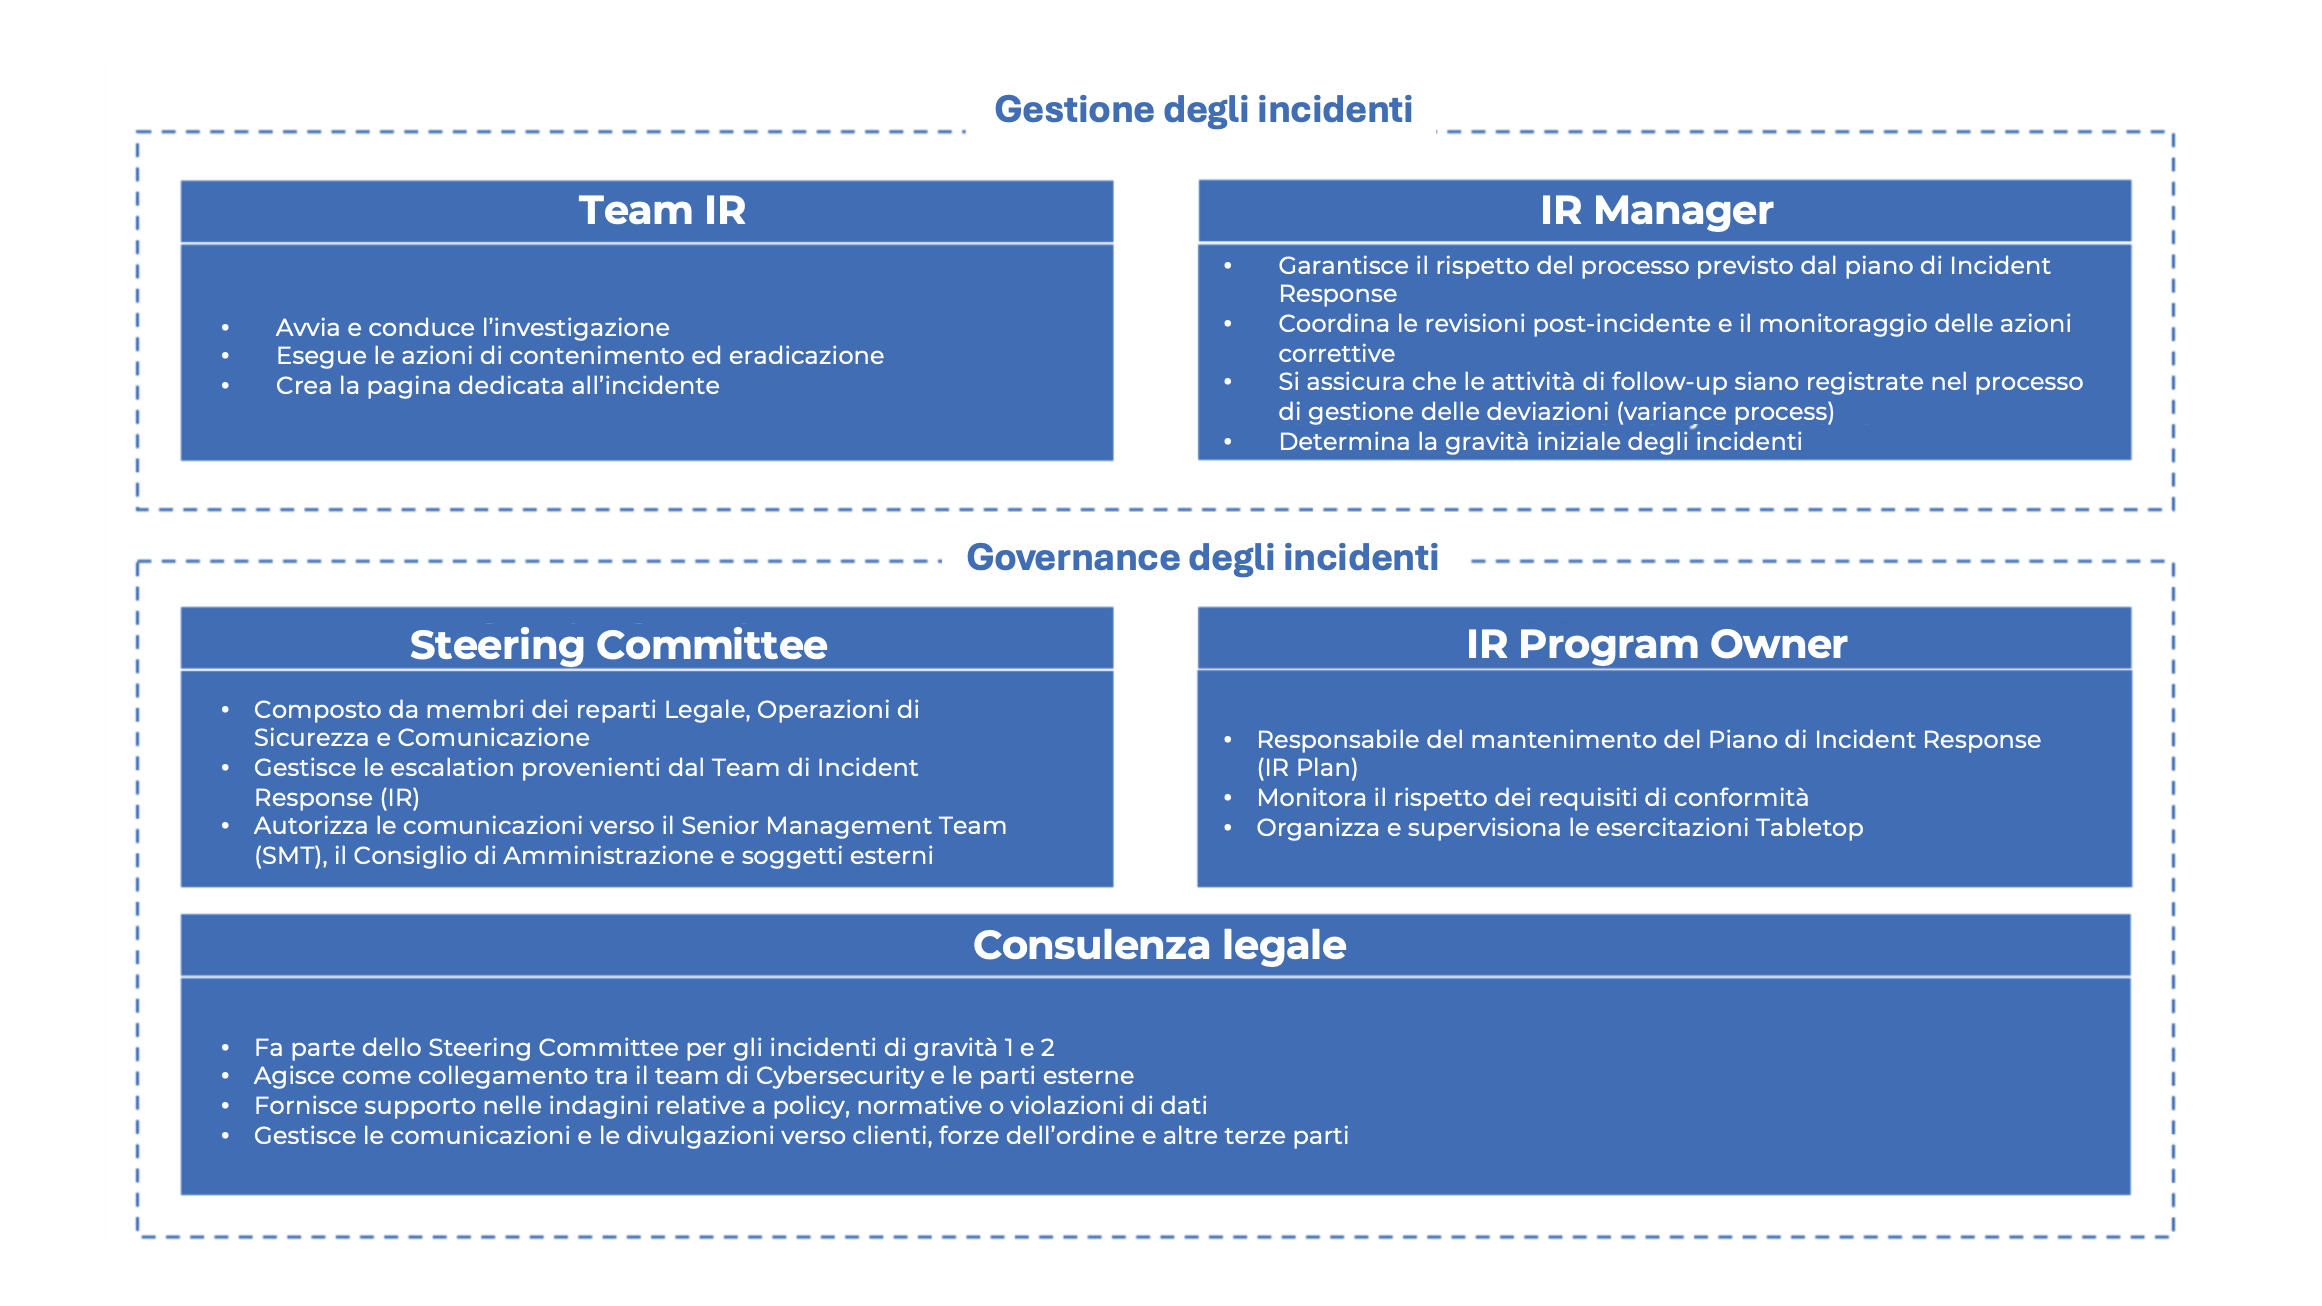 Gestione degli incidenti
Team IR
• Avvia e conduce l'investigazione
• Esegue le azioni di contenimento ed eradicazione
• Crea la pagina dedicata all'incidente
IR Manager
• Garantisce il rispetto del processo previsto dal piano di Incident
Response
• Coordina le revisioni post-incidente e il monitoraggio delle azioni
correttive
• Si assicura che le attività di follow-up siano registrate nel processo
di gestione delle deviazioni (variance process)
• Determina la gravità iniziale degli incidenti
Governance degli incidenti
Steering Committee
• Composto da membri dei reparti Legale, Operazioni di
Sicurezza e Comunicazione
• Gestisce le escalation provenienti dal Team di Incident
Response (IR)
• Autorizza le comunicazioni verso il Senior Management Team
(SMT), il Consiglio di Amministrazione e soggetti esterni
IR Program Owner
• Responsabile del mantenimento del Piano di Incident Response
(IR Plan)
• Monitora il rispetto dei requisiti di conformità
• Organizza e supervisiona le esercitazioni Tabletop
Consulenza legale
• Fa parte dello Steering Committee per gli incidenti di gravità 1 e 2
• Agisce come collegamento tra il team di Cybersecurity e le parti esterne
• Fornisce supporto nelle indagini relative a policy, normative o violazioni di dati
• Gestisce le comunicazioni e le divulgazioni verso clienti, forze dell'ordine e altre terze parti